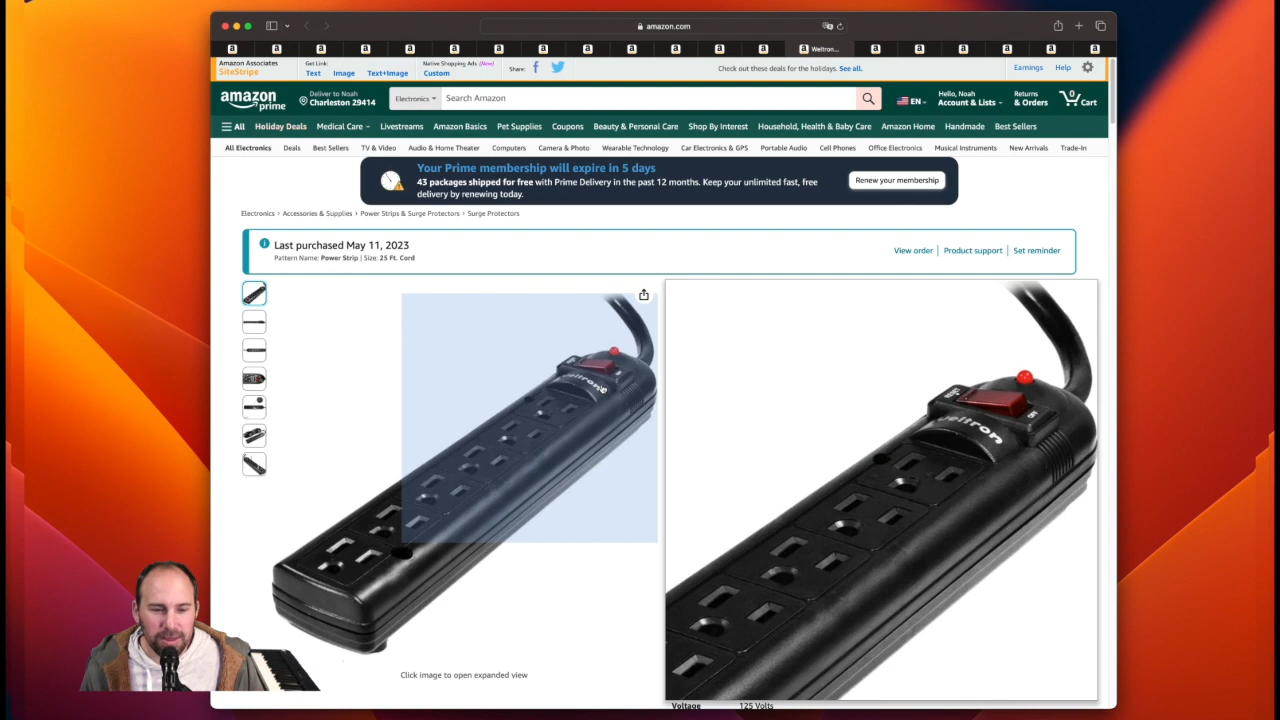 amazon.com
Weltron...
Amazon Associates
SiteStripe
Get Link:
Text Image Text+Image
Native Shopping Ads (New)
Custom
Share:
Check out these deals for the holidays. See all.
Earnings Help
amazon prime
Deliver to Noah
Charleston 29414
Electronics
Search Amazon
EN
Hello, Noah
Account & Lists
Returns
& Orders
0
Cart
All Holiday Deals Medical Care Livestreams Amazon Basics Pet Supplies Coupons Beauty & Personal Care Shop By Interest Household, Health & Baby Care Amazon Home Handmade Best Sellers
All Electronics Deals Best Sellers TV & Video Audio & Home Theater Computers Camera & Photo Wearable Technology Car Electronics & GPS Portable Audio Cell Phones Office Electronics Musical Instruments New Arrivals Trade-In
Your Prime membership will expire in 5 days
43 packages shipped for free with Prime Delivery in the past 12 months. Keep your unlimited fast, free
delivery by renewing today.
Renew your membership
Electronics › Accessories & Supplies › Power Strips & Surge Protectors › Surge Protectors
Last purchased May 11, 2023
Pattern Name: Power Strip | Size: 25 Ft. Cord
View order | Product support | Set reminder
weltron
OFF
weltron
Click image to open expanded view
Voltage 125 Volts